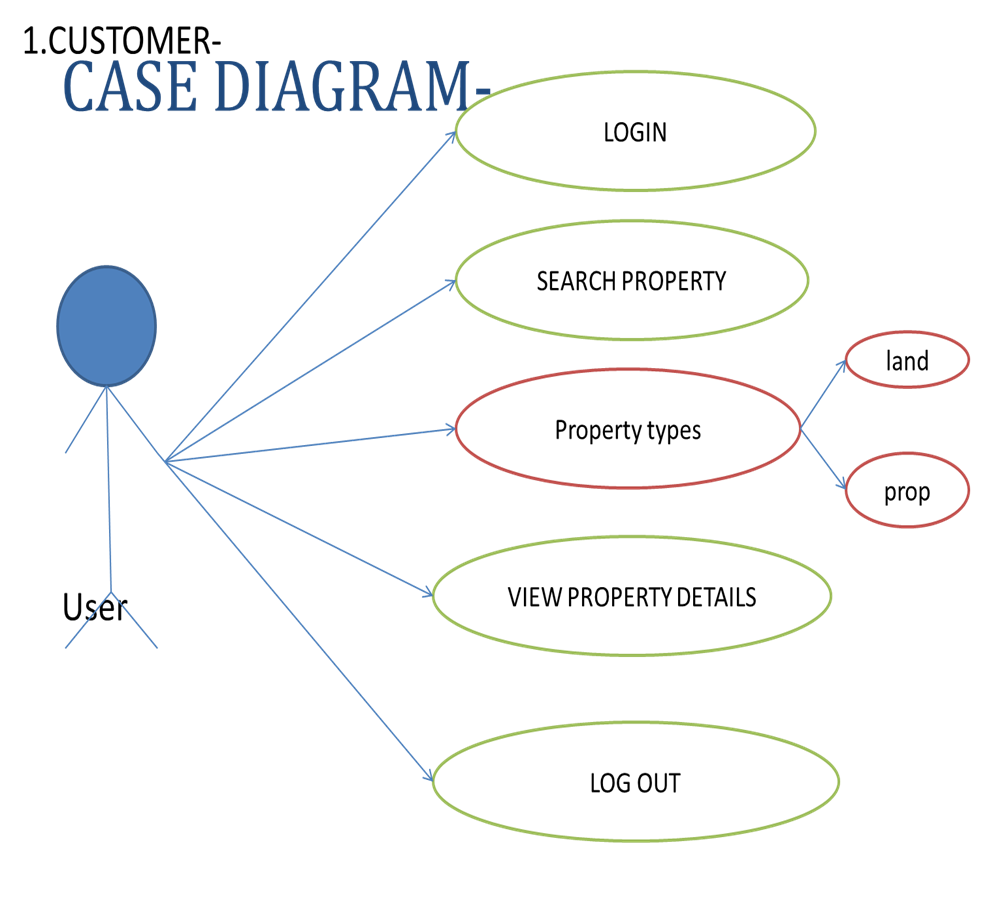 1.CUSTOMER-
CASE DIAGRAM-
LOGIN
SEARCH PROPERTY
land
Property types
prop
VIEW PROPERTY DETAILS
User
LOG OUT